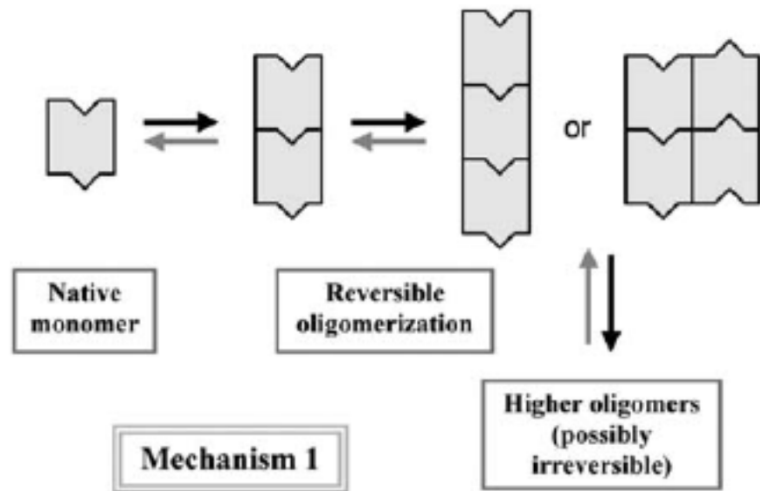 or
Native
monomer
Reversible
oligomerization
Higher oligomers
(possibly
irreversible)
Mechanism 1